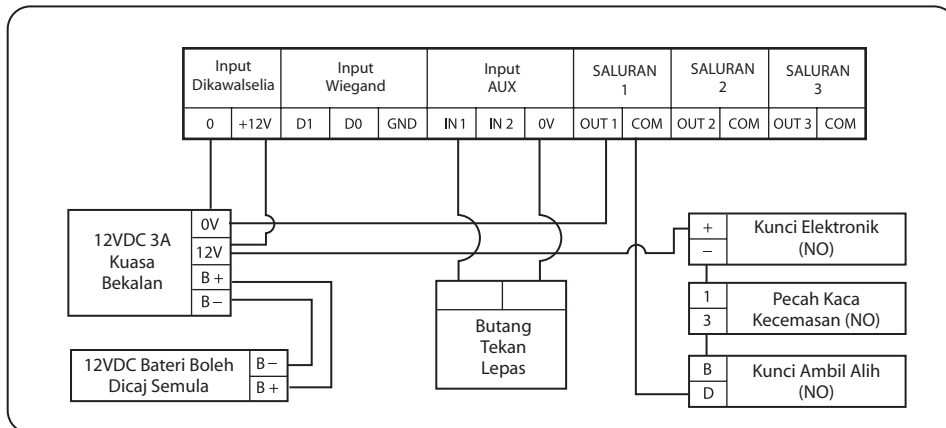 Input
Dikawalselia
Input
Wiegand
Input
AUX
SALURAN
1
SALURAN
2
SALURAN
3
0
+12V
D1
D0
GND
IN 1
IN 2
0V
OUT 1
COM
OUT 2
COM
OUT 3
COM
12VDC 3A
Kuasa
Bekalan
0V
12V
B +
B −
12VDC Bateri Boleh
Dicaj Semula
B −
B +
Butang
Tekan
Lepas
+
−
Kunci Elektronik
(NO)
1
3
Pecah Kaca
Kecemasan (NO)
B
D
Kunci Ambil Alih
(NO)